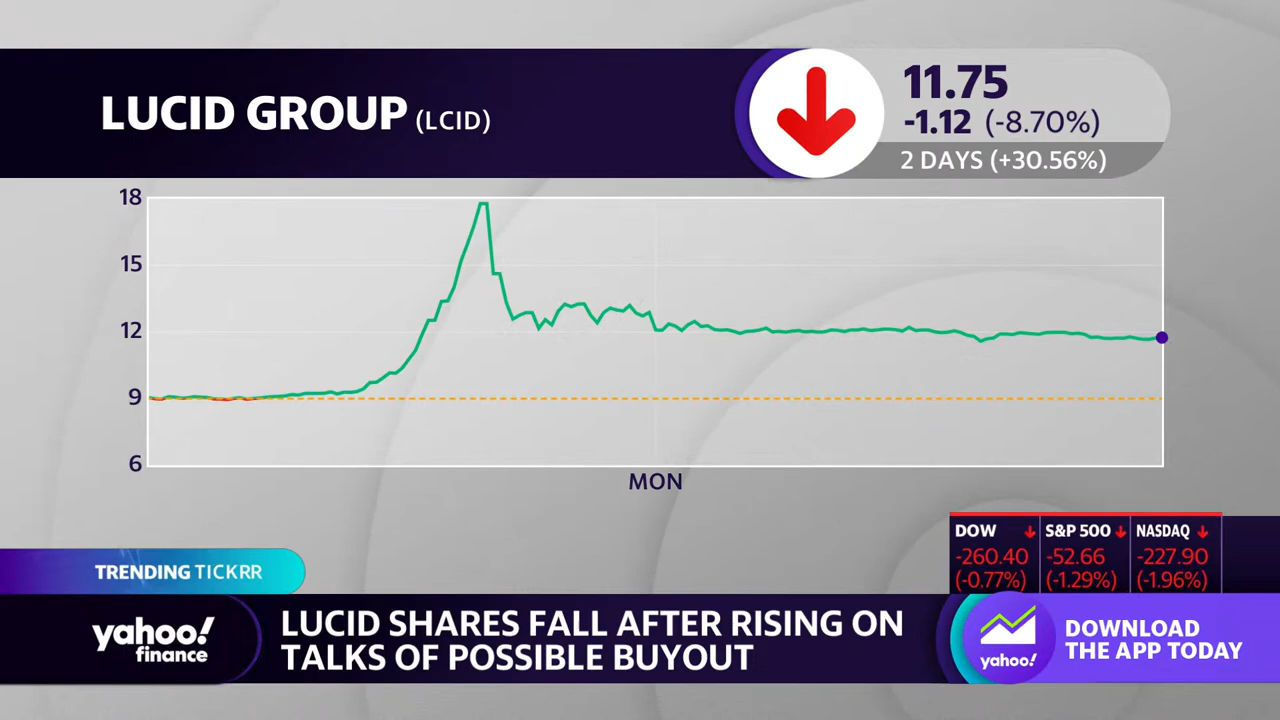 LUCID GROUP (LCID)
11.75
-1.12 (-8.70%)
2 DAYS (+30.56%)
18
15
12
9
6
MON
DOW
-260.40
(-0.77%)
S&P 500
-52.66
(-1.29%)
NASDAQ
-227.90
(-1.96%)
TRENDING TICKRR
yahoo!
finance
LUCID SHARES FALL AFTER RISING ON
TALKS OF POSSIBLE BUYOUT
yahoo!
DOWNLOAD
THE APP TODAY